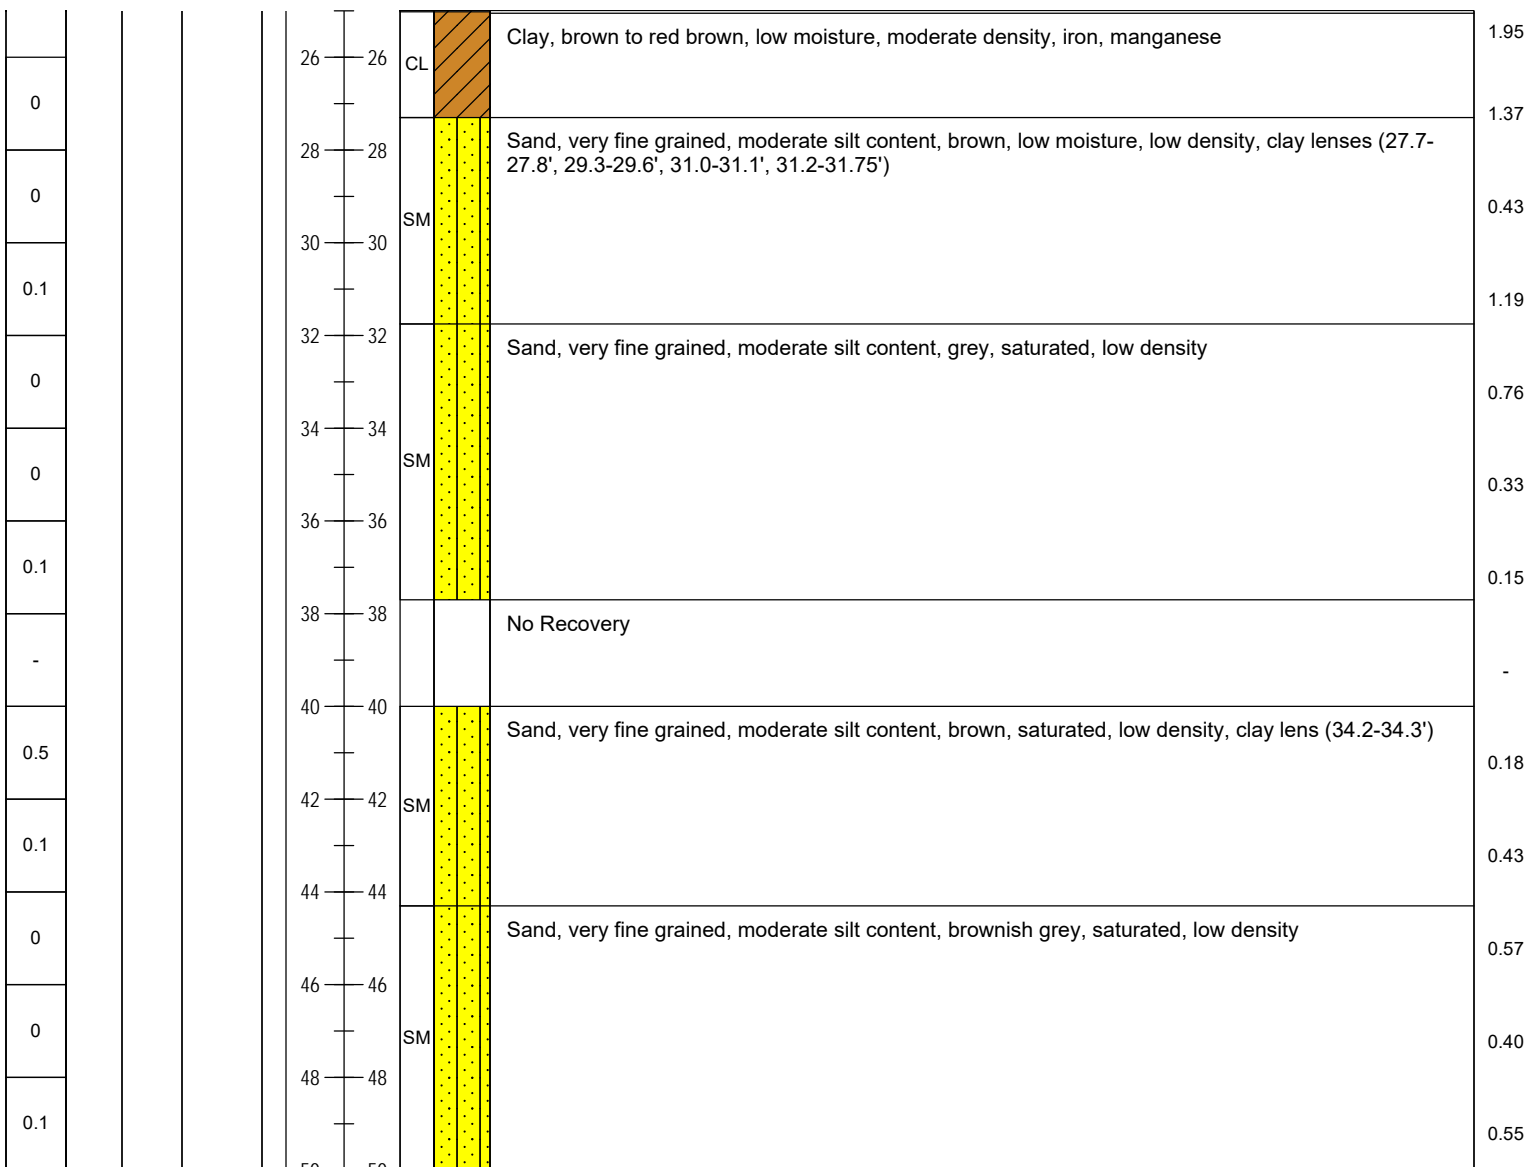 Clay, brown to red brown, low moisture, moderate density, iron, manganese
1.95
26 26 CL
0
1.37
Sand, very fine grained, moderate silt content, brown, low moisture, low density, clay lenses (27.7-
27.8', 29.3-29.6', 31.0-31.1', 31.2-31.75')
28 28
0
0.43
SM
30 30
0.1
1.19
32 32
Sand, very fine grained, moderate silt content, grey, saturated, low density
0
0.76
34 34
SM
0
0.33
36 36
0.1
0.15
38 38
No Recovery
-
-
40 40
Sand, very fine grained, moderate silt content, brown, saturated, low density, clay lens (34.2-34.3')
0.5
0.18
42 42 SM
0.1
0.43
44 44
Sand, very fine grained, moderate silt content, brownish grey, saturated, low density
0
0.57
46 46
0
SM
0.40
48 48
0.1
0.55